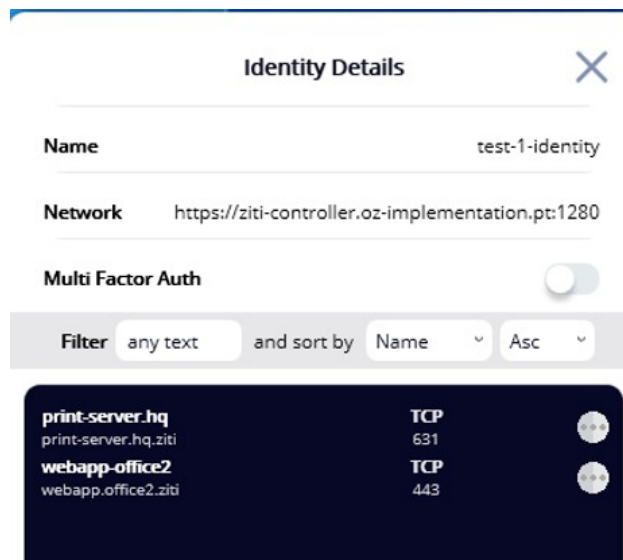 Identity Details
Name test-1-identity
Network https://ziti-controller.oz-implementation.pt:1280
Multi Factor Auth
Filter any text and sort by Name Asc
print-server.hq TCP
print-server.hq.ziti 631
webapp-office2 TCP
webapp.office2.ziti 443